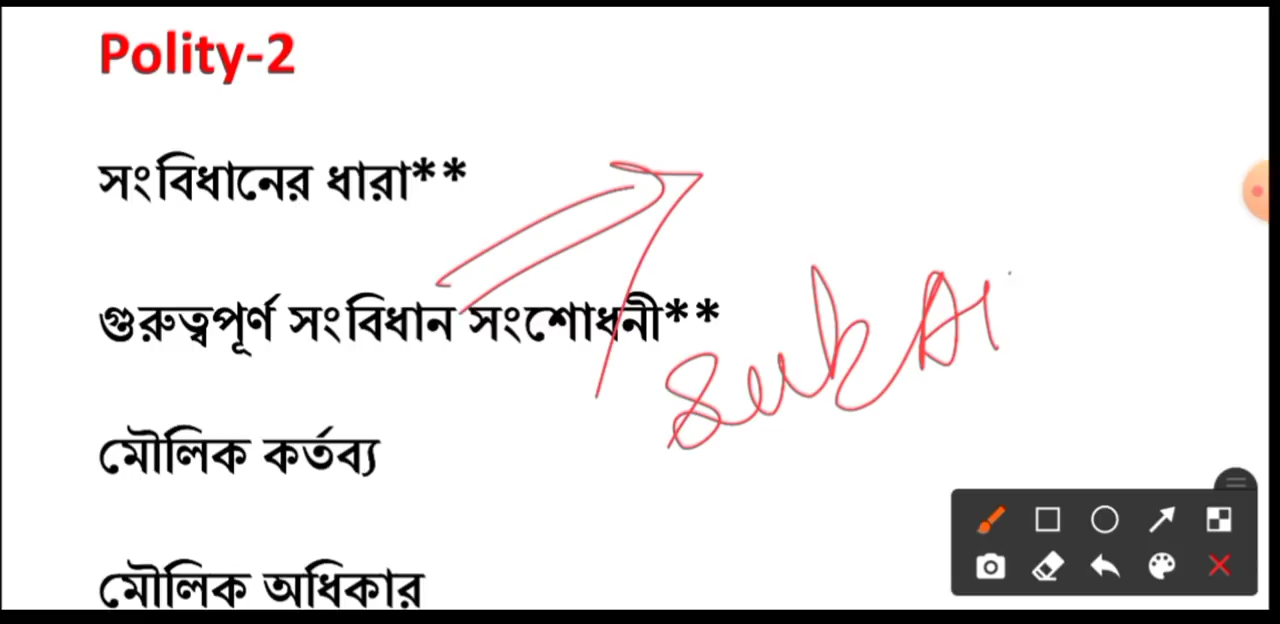 Polity-2
সংবিধানের ধারা**
গুরুত্বপূর্ণ সংবিধান সংশোধনী**
মৌলিক কর্তব্য
মৌলিক অধিকার